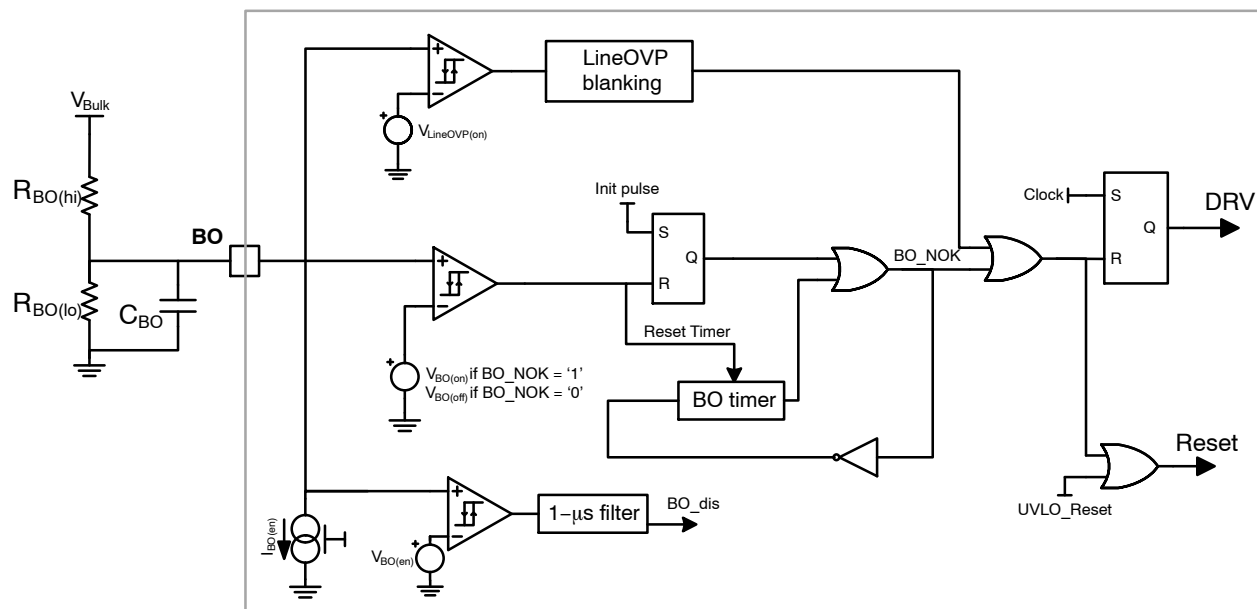 LineOVP
blanking
V_Bulk
V_LineOVP(on)
R_BO(hi)
Init pulse
S
Q
R
Clock
S
Q
R
DRV
BO
BO_NOK
R_BO(lo)
C_BO
Reset Timer
V_BO(on) if BO_NOK = ‘1’
V_BO(off) if BO_NOK = ‘0’
BO timer
Reset
UVLO_Reset
1−μs filter
BO_dis
I_BO(en)
V_BO(en)